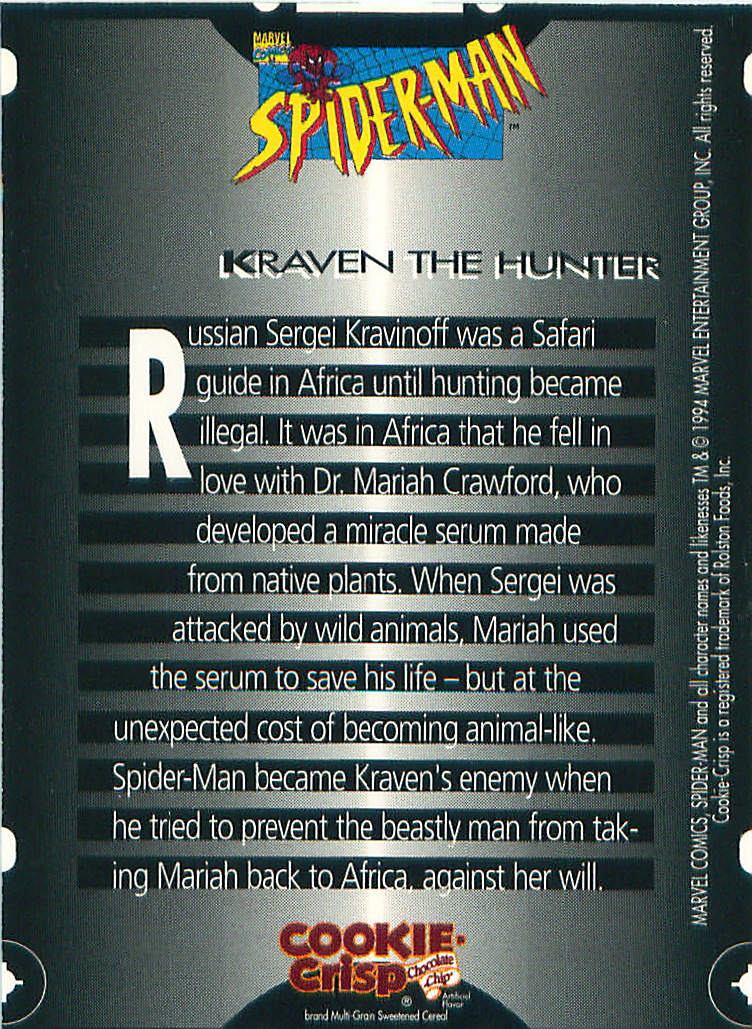 MARVEL
COMICS
SPIDER-MAN
TM
KRAVEN THE HUNTER
Russian Sergei Kravinoff was a Safari
guide in Africa until hunting became
illegal. It was in Africa that he fell in
love with Dr. Mariah Crawford, who
developed a miracle serum made
from native plants. When Sergei was
attacked by wild animals, Mariah used
the serum to save his life – but at the
unexpected cost of becoming animal-like.
Spider-Man became Kraven's enemy when
he tried to prevent the beastly man from tak-
ing Mariah back to Africa, against her will.
COOKIE-
Crisp®
Chocolate
Chip
Artificial
Flavor
brand Multi-Grain Sweetened Cereal
MARVEL COMICS, SPIDER-MAN and all character names and likenesses TM & © 1994 MARVEL ENTERTAINMENT GROUP, INC. All rights reserved.
Cookie-Crisp is a registered trademark of Ralston Foods, Inc.